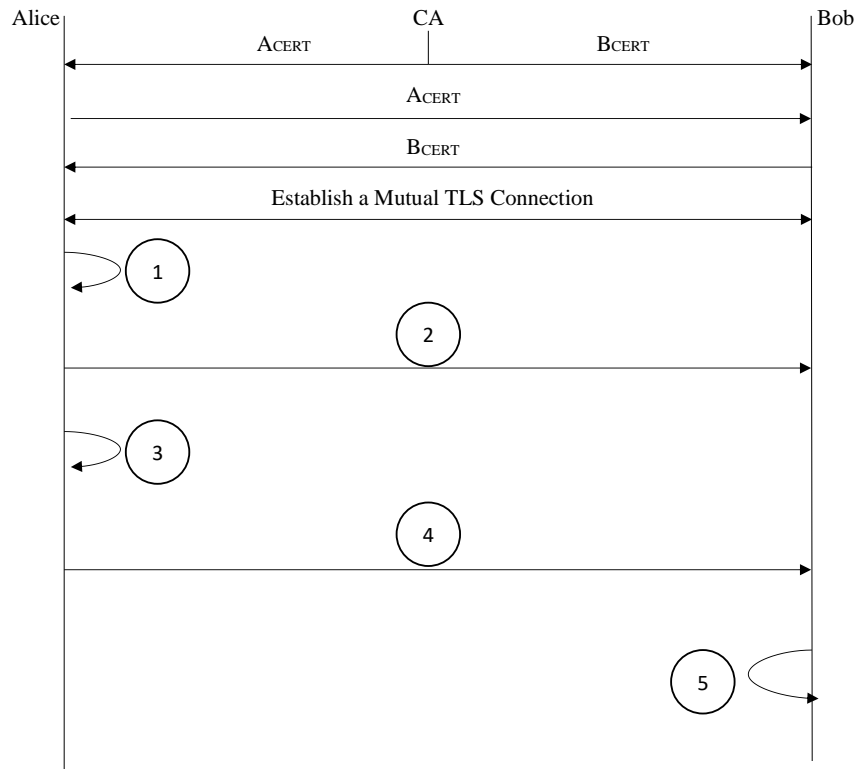 Alice CA Bob
ACERT BCERT
ACERT
BCERT
Establish a Mutual TLS Connection
1
2
3
4
5